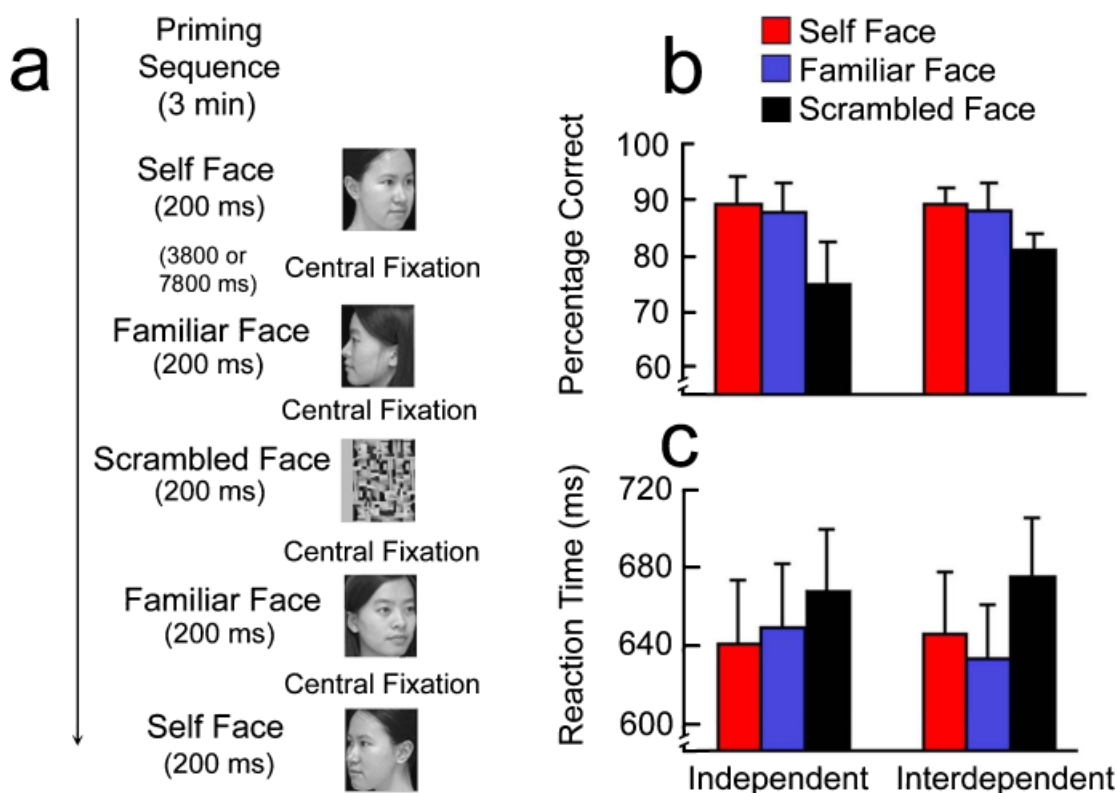 a
Priming
Sequence
(3 min)
Self Face
(200 ms)
(3800 or
7800 ms)
Central Fixation
Familiar Face
(200 ms)
Central Fixation
Scrambled Face
(200 ms)
Central Fixation
Familiar Face
(200 ms)
Central Fixation
Self Face
(200 ms)
b
Self Face
Familiar Face
Scrambled Face
Percentage Correct
100
90
80
70
60
c
Reaction Time (ms)
720
680
640
600
Independent
Interdependent